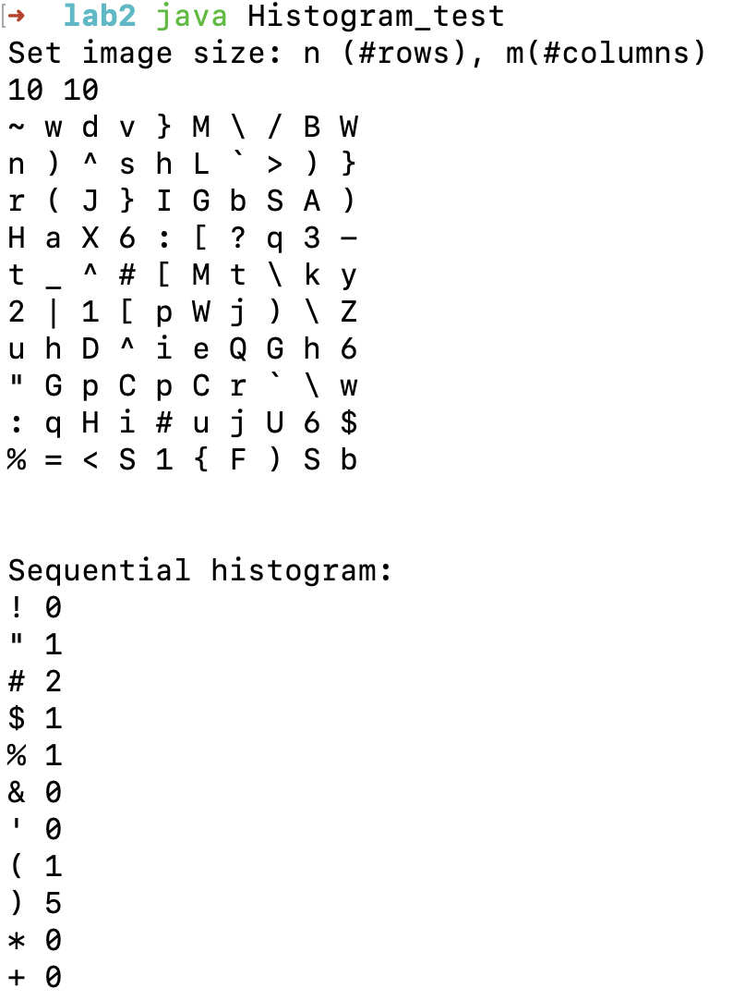 [➜  lab2 java Histogram_test
Set image size: n (#rows), m(#columns)
10 10
~ w d v } M \ / B W
n ) ^ s h L ` > ) }
r ( J } I G b S A )
H a X 6 : [ ? q 3 -
t _ ^ # [ M t \ k y
2 | 1 [ p W j ) \ Z
u h D ^ i e Q G h 6
" G p C p C r ` \ w
: q H i # u j U 6 $
% = < S 1 { F ) S b
Sequential histogram:
! 0
" 1
# 2
$ 1
% 1
& 0
' 0
( 1
) 5
* 0
+ 0